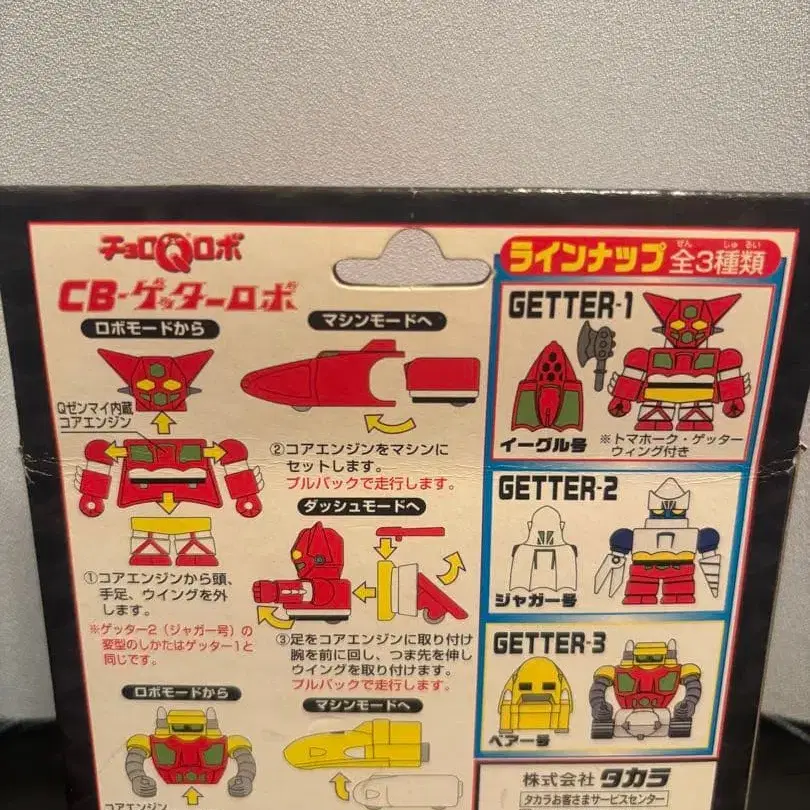 チョロQロボ
CB-ゲッターロボ
ロボモードから
マシンモードへ
Qゼンマイ内蔵
コアエンジン
②コアエンジンをマシンに
セットします。
プルバックで走行します。
ダッシュモードへ
①コアエンジンから頭、
手足、ウイングを外
します。
※ゲッター2（ジャガー号）の
変型のしかたはゲッター1と
同じです。
③足をコアエンジンに取り付け
腕を前に回し、つま先を伸し
ウイングを取り付けます。
プルバックで走行します。
ロボモードから
マシンモードへ
コアエンジン
ラインナップ 全3種類
ぜん しゅ るい
GETTER-1
イーグル号
※トマホーク・ゲッター
ウィング付き
GETTER-2
ジャガー号
GETTER-3
ベアー号
株式会社 タカラ
タカラお客さまサービスセンター